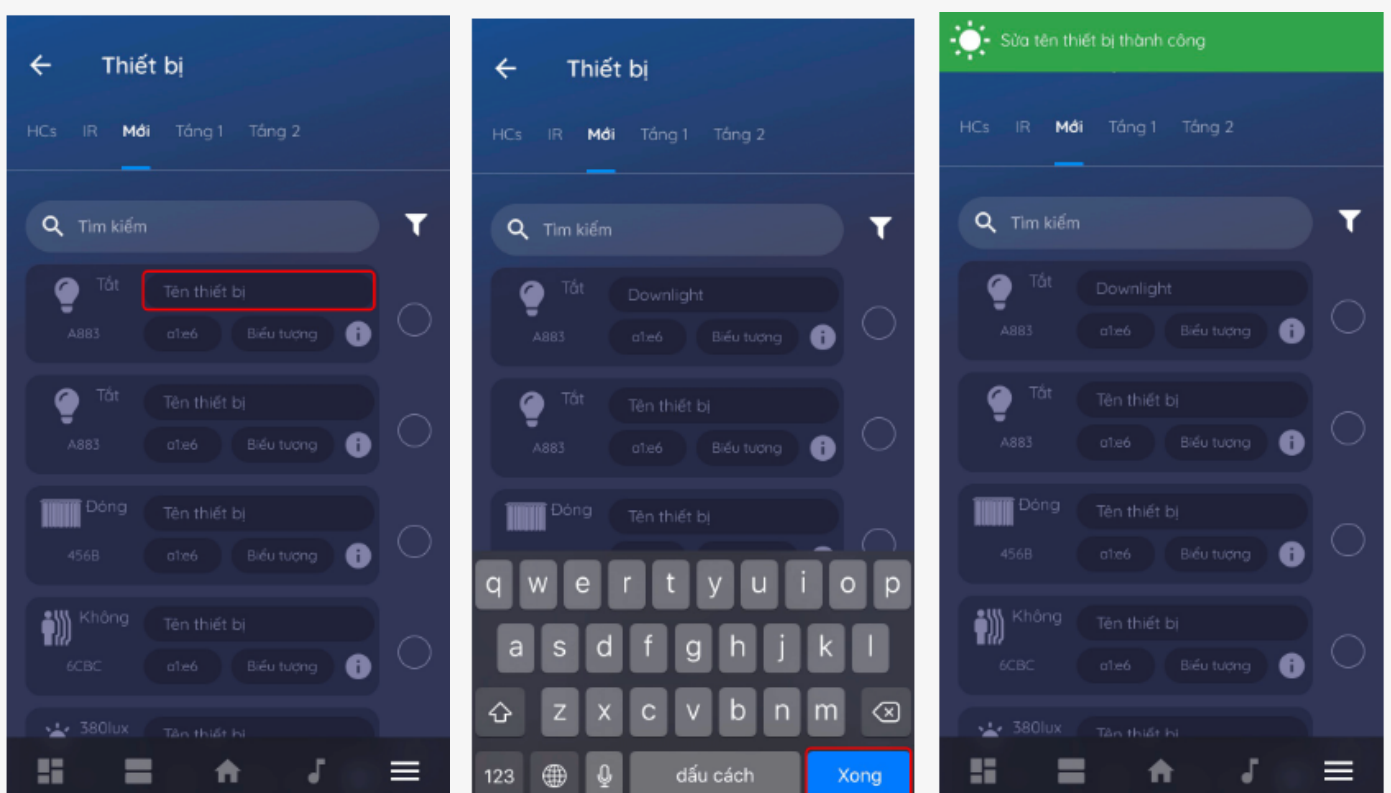 Thiết bị
HCs IR Mới Tầng 1 Tầng 2
Tìm kiếm
Tắt Tên thiết bị
A883 a1:e6 Biểu tượng
Tắt Tên thiết bị
A883 a1:e6 Biểu tượng
Đóng Tên thiết bị
456B a1:e6 Biểu tượng
Không Tên thiết bị
6CBC a1:e6 Biểu tượng
380lux Tên thiết bị
Thiết bị
HCs IR Mới Tầng 1 Tầng 2
Tìm kiếm
Tắt Downlight
A883 a1:e6 Biểu tượng
Tắt Tên thiết bị
A883 a1:e6 Biểu tượng
Đóng Tên thiết bị
q w e r t y u i o p
a s d f g h j k l
z x c v b n m
123 dấu cách Xong
Sửa tên thiết bị thành công
HCs IR Mới Tầng 1 Tầng 2
Tìm kiếm
Tắt Downlight
A883 a1:e6 Biểu tượng
Tắt Tên thiết bị
A883 a1:e6 Biểu tượng
Đóng Tên thiết bị
456B a1:e6 Biểu tượng
Không Tên thiết bị
6CBC a1:e6 Biểu tượng
380lux Tên thiết bị